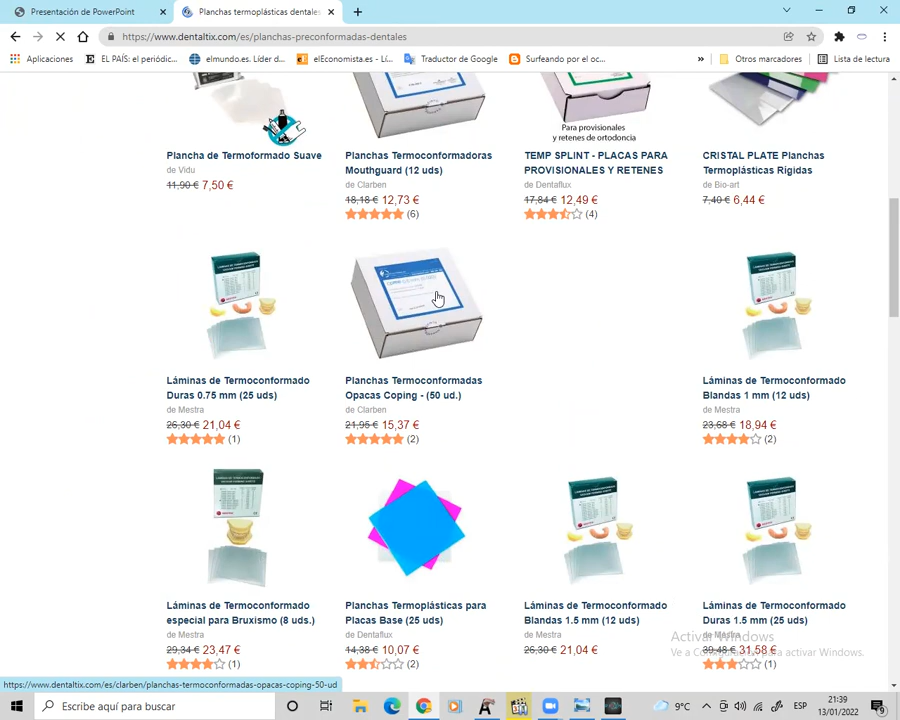 Presentación de PowerPoint
Planchas termoplásticas dentales
https://www.dentaltix.com/es/planchas-preconformadas-dentales
Aplicaciones
EL PAÍS: el periódic...
elmundo.es. Líder d...
elEconomista.es - Lí...
Traductor de Google
Surfeando por el oc...
»
Otros marcadores
Lista de lectura
Para provisionales
y retenes de ortodoncia
Plancha de Termoformado Suave
de Vidu
11,90 € 7,50 €
Planchas Termoconformadoras
Mouthguard (12 uds)
de Clarben
18,18 € 12,73 €
(6)
TEMP SPLINT - PLACAS PARA
PROVISIONALES Y RETENES
de Dentaflux
17,84 € 12,49 €
(4)
CRISTAL PLATE Planchas
Termoplásticas Rígidas
de Bio-art
7,40 € 6,44 €
Láminas de Termoconformado
Duras 0.75 mm (25 uds)
de Mestra
26,30 € 21,04 €
(1)
Planchas Termoconformadas
Opacas Coping - (50 ud.)
de Clarben
21,95 € 15,37 €
(2)
Láminas de Termoconformado
Blandas 1 mm (12 uds)
de Mestra
23,68 € 18,94 €
(2)
Láminas de Termoconformado
especial para Bruxismo (8 uds.)
de Mestra
29,34 € 23,47 €
(1)
Planchas Termoplásticas para
Placas Base (25 uds)
de Dentaflux
14,38 € 10,07 €
(2)
Láminas de Termoconformado
Blandas 1.5 mm (12 uds)
de Mestra
26,30 € 21,04 €
Láminas de Termoconformado
Duras 1.5 mm (25 uds)
de Mestra
39,48 € 31,58 €
(1)
Activar Windows
Ve a Configuración para activar Windows.
https://www.dentaltix.com/es/clarben/planchas-termoconformadas-opacas-coping-50-ud
Escribe aquí para buscar
9°C
ESP
21:39
13/01/2022
9